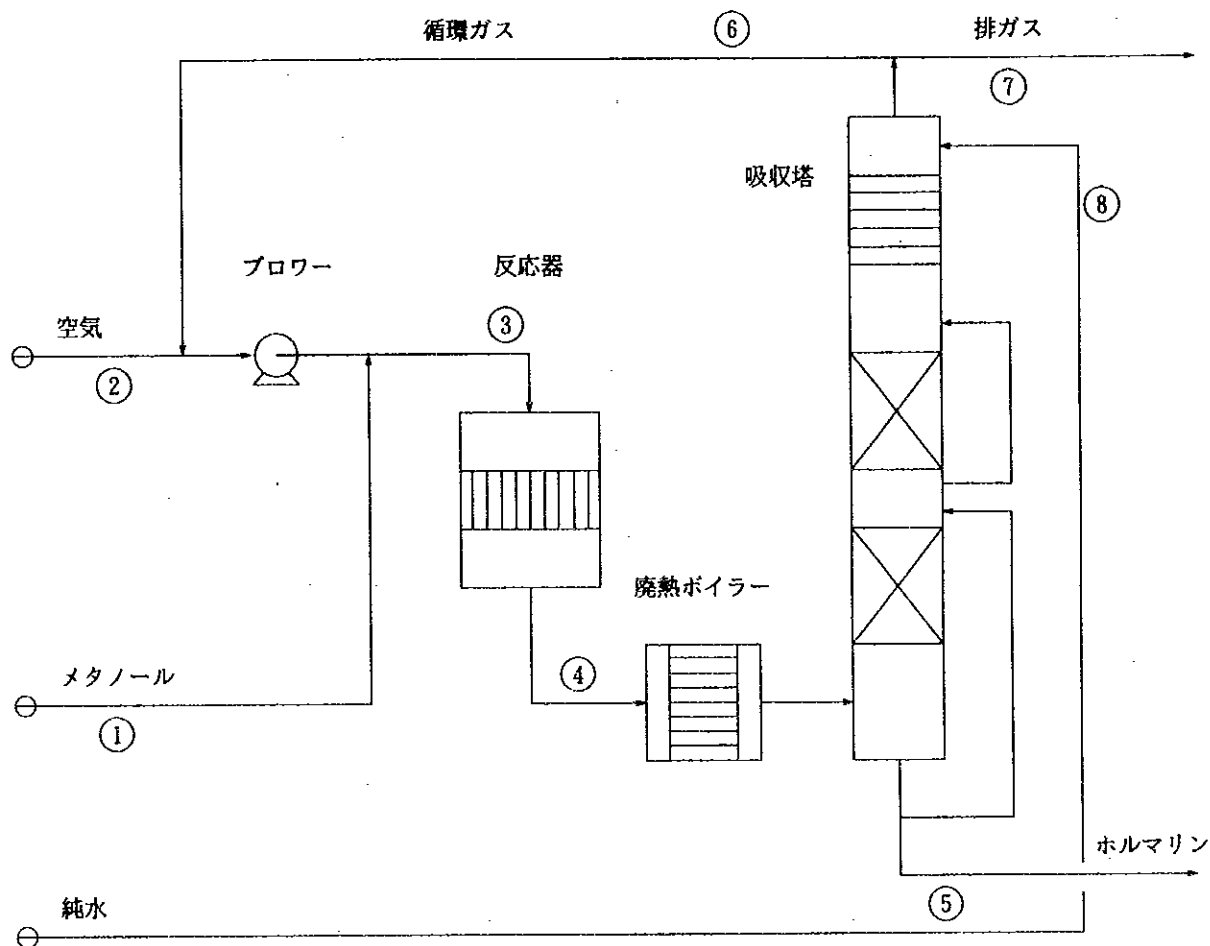 循環ガス
⑥
排ガス
⑦
吸収塔
⑧
ブロワー
反応器
③
空気
②
廃熱ボイラー
④
メタノール
①
ホルマリン
⑤
純水